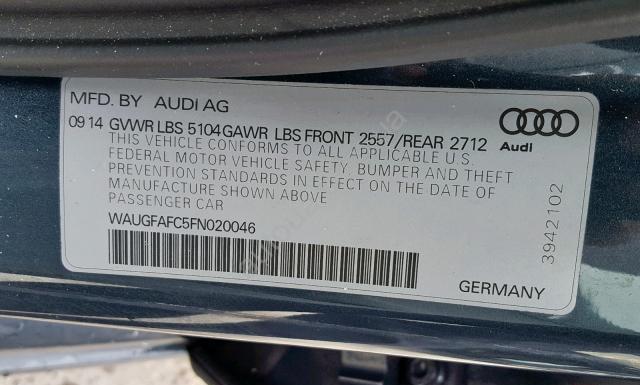 MFD. BY AUDI AG
09 14 GVWR LBS 5104 GAWR LBS FRONT 2557/REAR 2712
THIS VEHICLE CONFORMS TO ALL APPLICABLE U.S.
FEDERAL MOTOR VEHICLE SAFETY, BUMPER AND THEFT
PREVENTION STANDARDS IN EFFECT ON THE DATE OF
MANUFACTURE SHOWN ABOVE
PASSENGER CAR
WAUGFAFC5FN020046
Audi
3942102
GERMANY